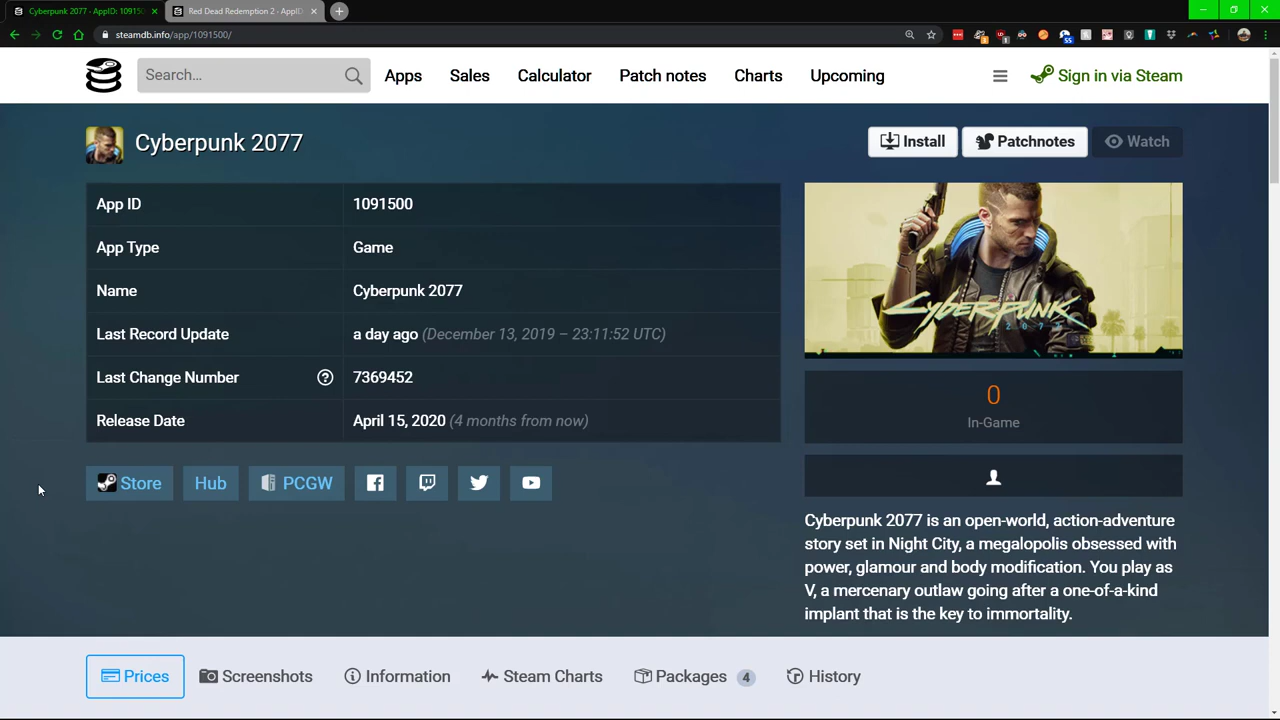 Cyberpunk 2077 - AppID: 10915
Red Dead Redemption 2 - AppID
steamdb.info/app/1091500/
Search...
Apps
Sales
Calculator
Patch notes
Charts
Upcoming
Sign in via Steam
Cyberpunk 2077
Install
Patchnotes
Watch
App ID 1091500
App Type Game
Name Cyberpunk 2077
Last Record Update a day ago (December 13, 2019 – 23:11:52 UTC)
Last Change Number 7369452
Release Date April 15, 2020 (4 months from now)
CYBERPUNK
2077
0
In-Game
Store
Hub
PCGW
Cyberpunk 2077 is an open-world, action-adventure
story set in Night City, a megalopolis obsessed with
power, glamour and body modification. You play as
V, a mercenary outlaw going after a one-of-a-kind
implant that is the key to immortality.
Prices
Screenshots
Information
Steam Charts
Packages 4
History